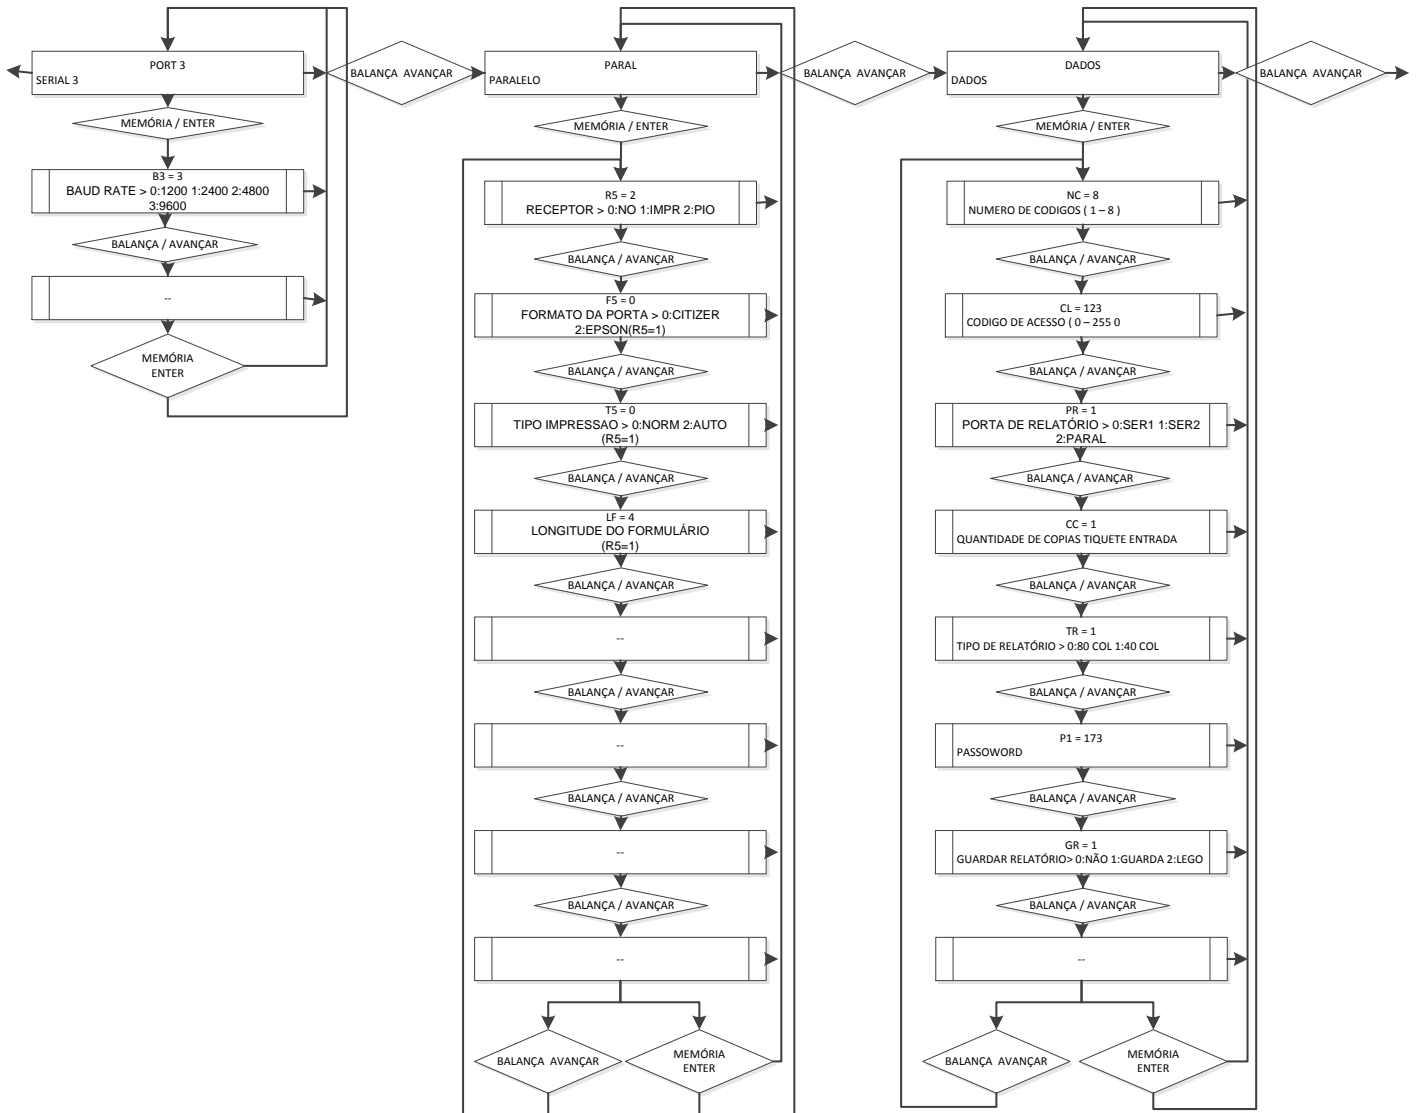 PORT 3
SERIAL 3
MEMÓRIA / ENTER
B3 = 3
BAUD RATE > 0:1200 1:2400 2:4800
3:9600
BALANÇA / AVANÇAR
--
MEMÓRIA
ENTER
BALANÇA AVANÇAR
PARAL
PARALELO
MEMÓRIA / ENTER
R5 = 2
RECEPTOR > 0:NO 1:IMPR 2:PIO
BALANÇA / AVANÇAR
F5 = 0
FORMATO DA PORTA > 0:CITIZER
2:EPSON(R5=1)
BALANÇA / AVANÇAR
T5 = 0
TIPO IMPRESSAO > 0:NORM 2:AUTO
(R5=1)
BALANÇA / AVANÇAR
LF = 4
LONGITUDE DO FORMULÁRIO
(R5=1)
BALANÇA / AVANÇAR
--
BALANÇA / AVANÇAR
--
BALANÇA / AVANÇAR
--
BALANÇA / AVANÇAR
--
BALANÇA AVANÇAR
MEMÓRIA
ENTER
BALANÇA AVANÇAR
DADOS
DADOS
MEMÓRIA / ENTER
NC = 8
NUMERO DE CODIGOS ( 1 – 8 )
BALANÇA / AVANÇAR
CL = 123
CODIGO DE ACESSO ( 0 – 255 0
BALANÇA / AVANÇAR
PR = 1
PORTA DE RELATÓRIO > 0:SER1 1:SER2
2:PARAL
BALANÇA / AVANÇAR
CC = 1
QUANTIDADE DE COPIAS TIQUETE ENTRADA
BALANÇA / AVANÇAR
TR = 1
TIPO DE RELATÓRIO > 0:80 COL 1:40 COL
BALANÇA / AVANÇAR
P1 = 173
PASSOWORD
BALANÇA / AVANÇAR
GR = 1
GUARDAR RELATÓRIO> 0:NÃO 1:GUARDA 2:LEGO
BALANÇA / AVANÇAR
--
BALANÇA AVANÇAR
MEMÓRIA
ENTER
BALANÇA AVANÇAR